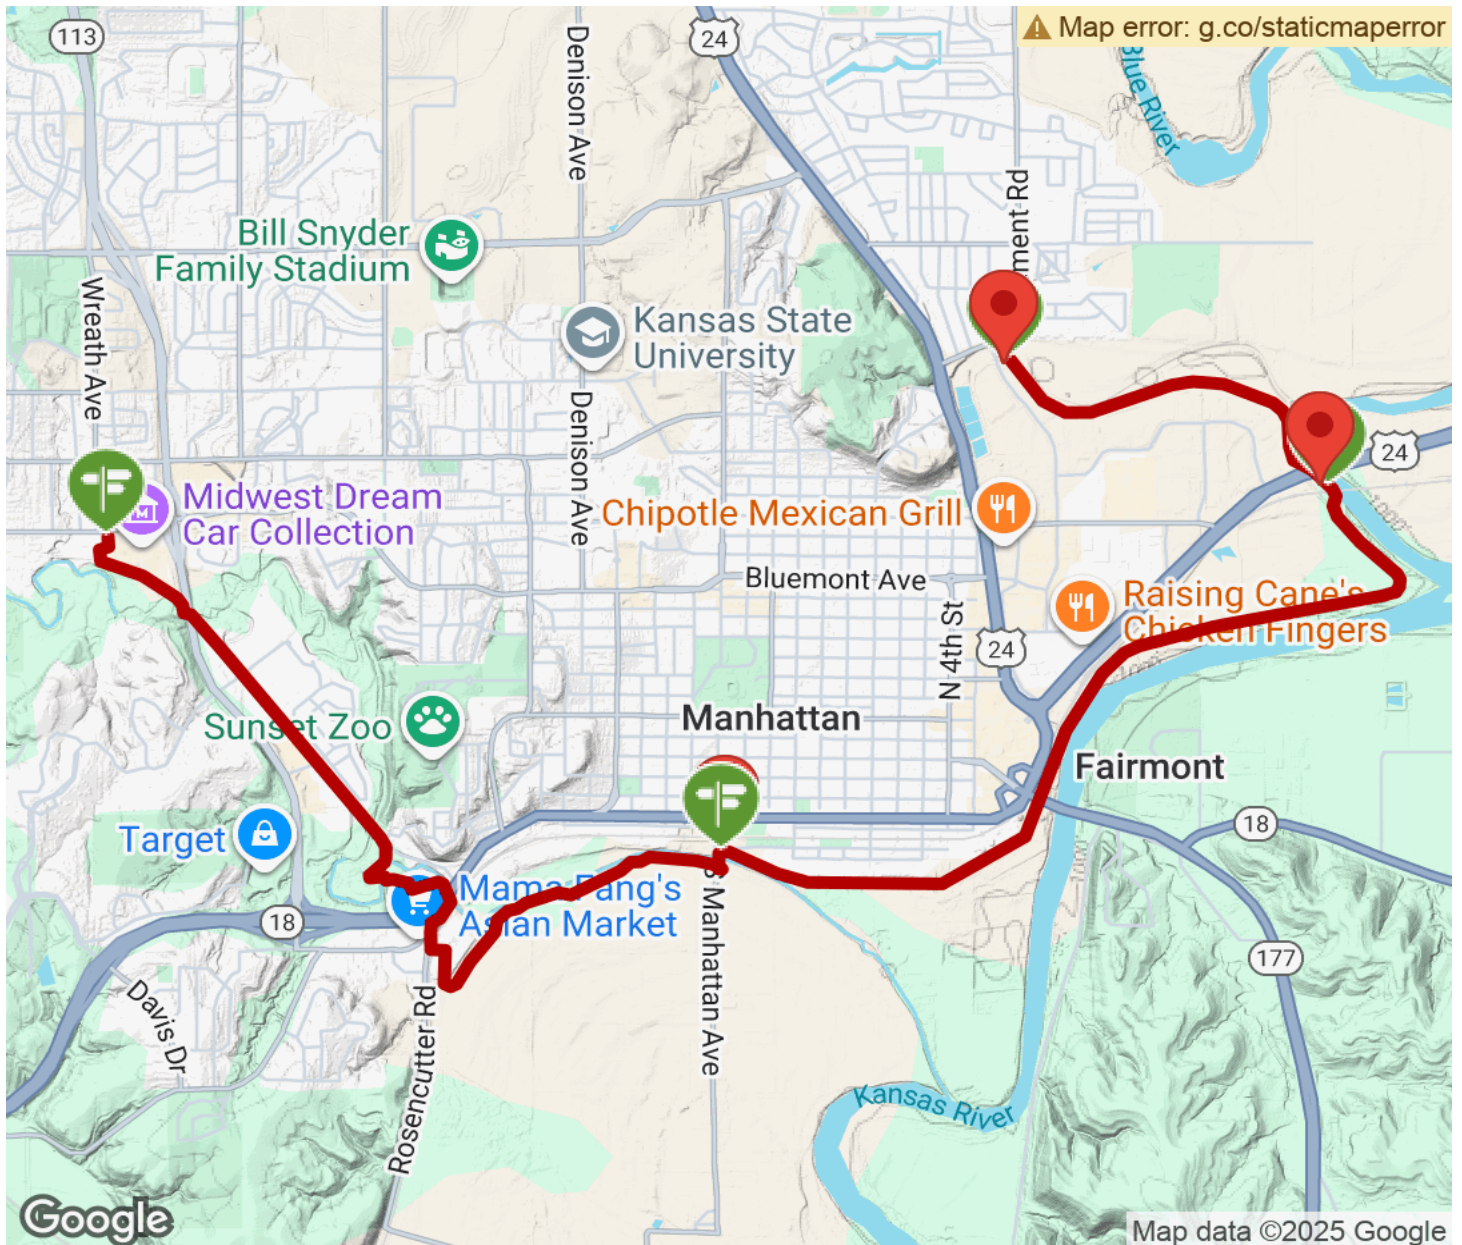 113
Denison Ave
24
Map error: g.co/staticmaperror
Blue River
Bill Snyder
Family Stadium
Wreath Ave
Kansas State
University
ment Rd
Denison Ave
24
Midwest Dream
Car Collection
Chipotle Mexican Grill
Bluemont Ave
Raising Cane's
Chicken Fingers
N 4th St
24
Sunset Zoo
Manhattan
Fairmont
Target
18
Mama Fang's
Asian Market
18
S Manhattan Ave
177
Davis Dr
Rosencutter Rd
Kansas River
Google
Map data ©2025 Google